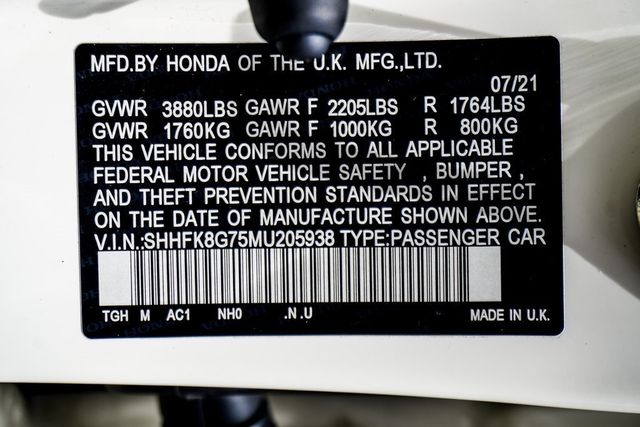 MFD.BY HONDA OF THE U.K. MFG.,LTD.
07/21
GVWR 3880LBS GAWR F 2205LBS R 1764LBS
GVWR 1760KG GAWR F 1000KG R 800KG
THIS VEHICLE CONFORMS TO ALL APPLICABLE
FEDERAL MOTOR VEHICLE SAFETY , BUMPER ,
AND THEFT PREVENTION STANDARDS IN EFFECT
ON THE DATE OF MANUFACTURE SHOWN ABOVE.
V.I.N.:SHHFK8G75MU205938 TYPE:PASSENGER CAR
TGH M AC1 NH0 .N.U MADE IN U.K.